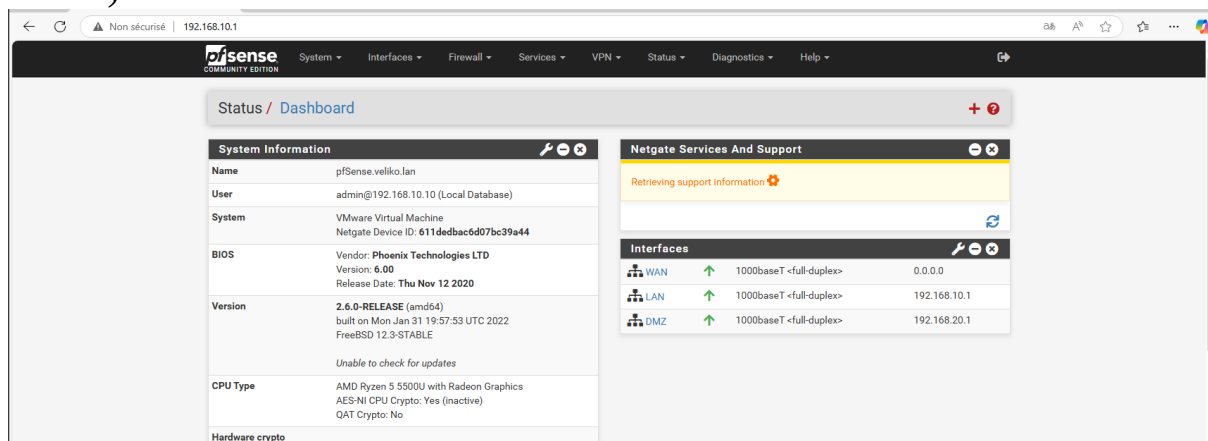 Non sécurisé | 192.168.10.1
pfsense
COMMUNITY EDITION
System Interfaces Firewall Services VPN Status Diagnostics Help
Status / Dashboard
System Information
Name pfSense.veliko.lan
User admin@192.168.10.10 (Local Database)
System VMware Virtual Machine
Netgate Device ID: 611dedbac6d07bc39a44
BIOS Vendor: Phoenix Technologies LTD
Version: 6.00
Release Date: Thu Nov 12 2020
Version 2.6.0-RELEASE (amd64)
built on Mon Jan 31 19:57:53 UTC 2022
FreeBSD 12.3-STABLE
Unable to check for updates
CPU Type AMD Ryzen 5 5500U with Radeon Graphics
AES-NI CPU Crypto: Yes (inactive)
QAT Crypto: No
Hardware crypto
Netgate Services And Support
Retrieving support information
Interfaces
WAN 1000baseT <full-duplex> 0.0.0.0
LAN 1000baseT <full-duplex> 192.168.10.1
DMZ 1000baseT <full-duplex> 192.168.20.1